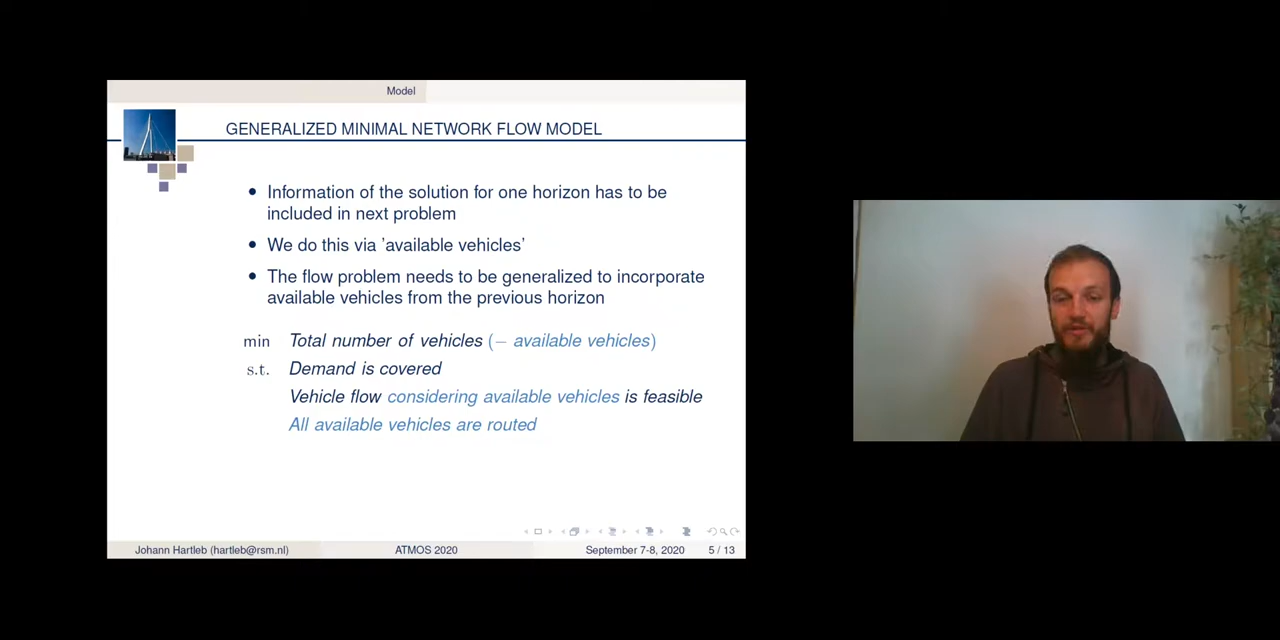 Model
GENERALIZED MINIMAL NETWORK FLOW MODEL
• Information of the solution for one horizon has to be
included in next problem
• We do this via 'available vehicles'
• The flow problem needs to be generalized to incorporate
available vehicles from the previous horizon
min Total number of vehicles (− available vehicles)
s.t. Demand is covered
Vehicle flow considering available vehicles is feasible
All available vehicles are routed
Johann Hartleb (hartleb@rsm.nl) ATMOS 2020 September 7-8, 2020 5 / 13